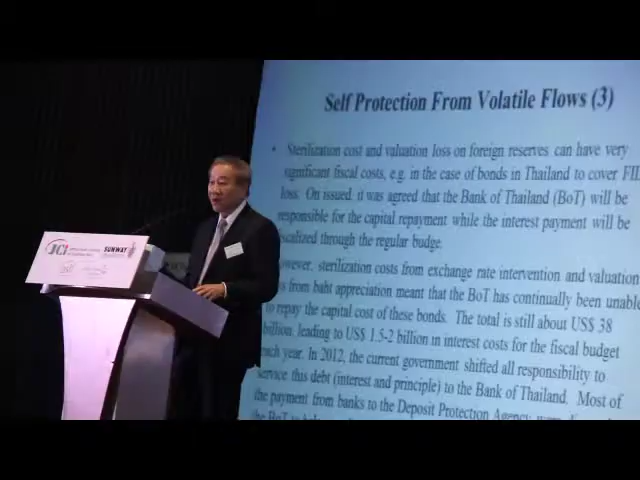 Self Protection From Volatile Flows (3)
• Sterilization cost and valuation loss on foreign reserves can have very
significant fiscal costs, e.g. in the case of bonds in Thailand to cover FID
loss. On issued, it was agreed that the Bank of Thailand (BoT) will be
responsible for the capital repayment while the interest payment will be
scalized through the regular budge.
owever, sterilization costs from exchange rate intervention and valuation
s from baht appreciation meant that the BoT has continually been unable
to repay the capital cost of these bonds. The total is still about US$ 38
billion, leading to US$ 1.5-2 billion in interest costs for the fiscal budget
each year. In 2012, the current government shifted all responsibility to
service this debt (interest and principle) to the Bank of Thailand. Most of
the payment from banks to the Deposit Protection Agency were
the BoT to
JCI
SUNWAY